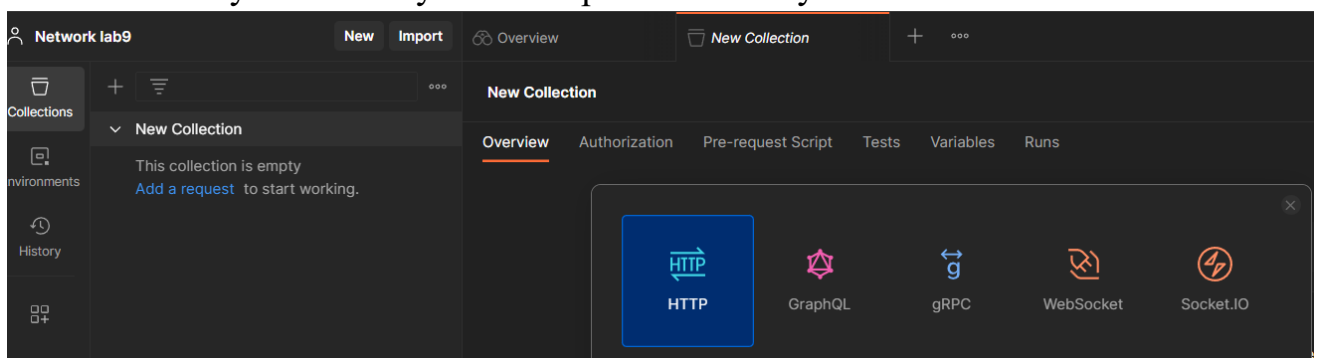 Network lab9
New
Import
Overview
New Collection
Collections
New Collection
This collection is empty
Add a request to start working.
nvironments
History
New Collection
Overview
Authorization
Pre-request Script
Tests
Variables
Runs
HTTP
HTTP
GraphQL
g
gRPC
WebSocket
Socket.IO